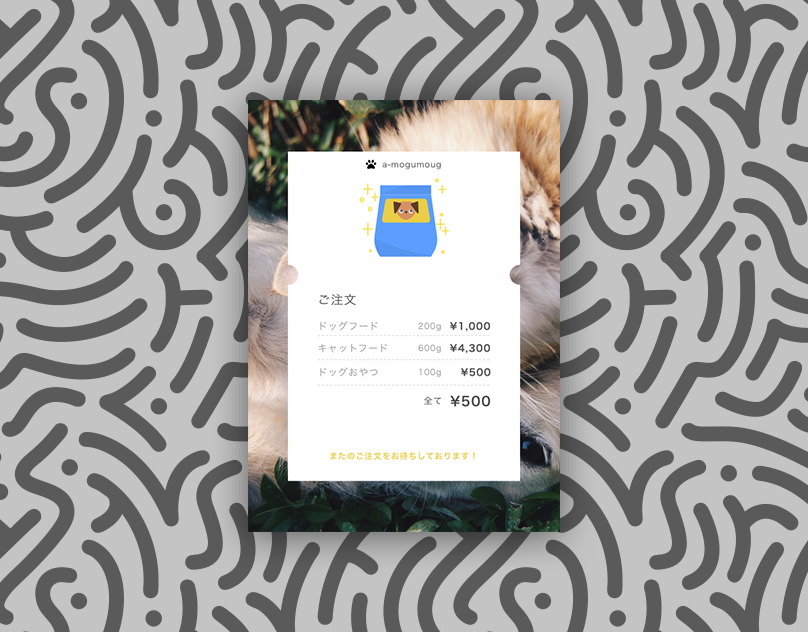 a-mogumoug
ご注文
ドッグフード 200g ¥1,000
キャットフード 600g ¥4,300
ドッグおやつ 100g ¥500
全て ¥500
またのご注文をお待ちしております！